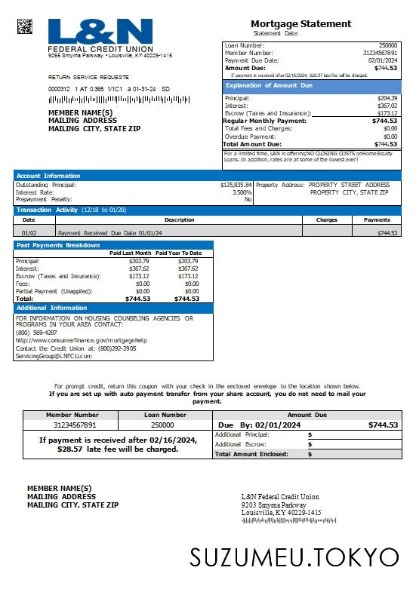 L&N
FEDERAL CREDIT UNION
9265 Smyrna Parkway • Louisville, KY 40229-1415
Mortgage Statement
Statement Date:
Loan Number: 250000
Member Number: 31234567891
Payment Due Date: 02/01/2024
Amount Due: $744.53
If payment is received after 02/16/2024, $28.57 late fee will be charged.
RETURN SERVICE REQUESTE
0000312 1 AT 0.365 1/1C1 a 01-31-24 SD
MEMBER NAME(S)
MAILING ADDRESS
MAILING CITY, STATE ZIP
Explanation of Amount Due
Principal: $204.39
Interest: $367.02
Escrow (Taxes and Insurance): $173.12
Regular Monthly Payment: $744.53
Total Fees and Charges: $0.00
Overdue Payment: $0.00
Total Amount Due: $744.53
For a limited time, L&N is offering NO CLOSING COSTS on Home Equity
Loans. (In addition, rates are at some of the lowest ever)
Account Information
Outstanding Principal: $125,835.84
Interest Rate: 3.500%
Prepayment Penalty: No
Property Address: PROPERTY STREET ADDRESS
PROPERTY CITY, STATE ZIP
Transaction Activity (12/18 to 01/20)
Date Description Charges Payments
01/02 Payment Received Due Date 01/01/24 $744.53
Past Payments Breakdown
Paid Last Month Paid Year To Date
Principal: $203.79 $203.79
Interest: $367.62 $367.62
Escrow (Taxes and Insurance): $173.12 $173.12
Fees: $0.00 $0.00
Partial Payment (Unapplied): $0.00 $0.00
Total: $744.53 $744.53
Additional Information
FOR INFORMATION ON HOUSING COUNSELING AGENCIES OR
PROGRAMS IN YOUR AREA CONTACT:
(800) 569-4287
http://www.consumerfinance.gov/mortgagehelp
Contact the Credit Union at: (800)292-2905
ServicingGroup@LNFCU.com
For prompt credit, return this coupon with your check in the enclosed envelope to the location shown below.
If you are set up with auto payment transfer from your share account, you do not need to mail your
payment.
Member Number Loan Number Amount Due
31234567891 250000 Due By: 02/01/2024 $744.53
If payment is received after 02/16/2024,
$28.57 late fee will be charged.
Additional Principal: $
Additional Escrow: $
Total Amount Enclosed: $
MEMBER NAME(S)
MAILING ADDRESS
MAILING CITY, STATE ZIP
L&N Federal Credit Union
9203 Smyrna Parkway
Louisville, KY 40229-1415
SUZUMEU.TOKYO